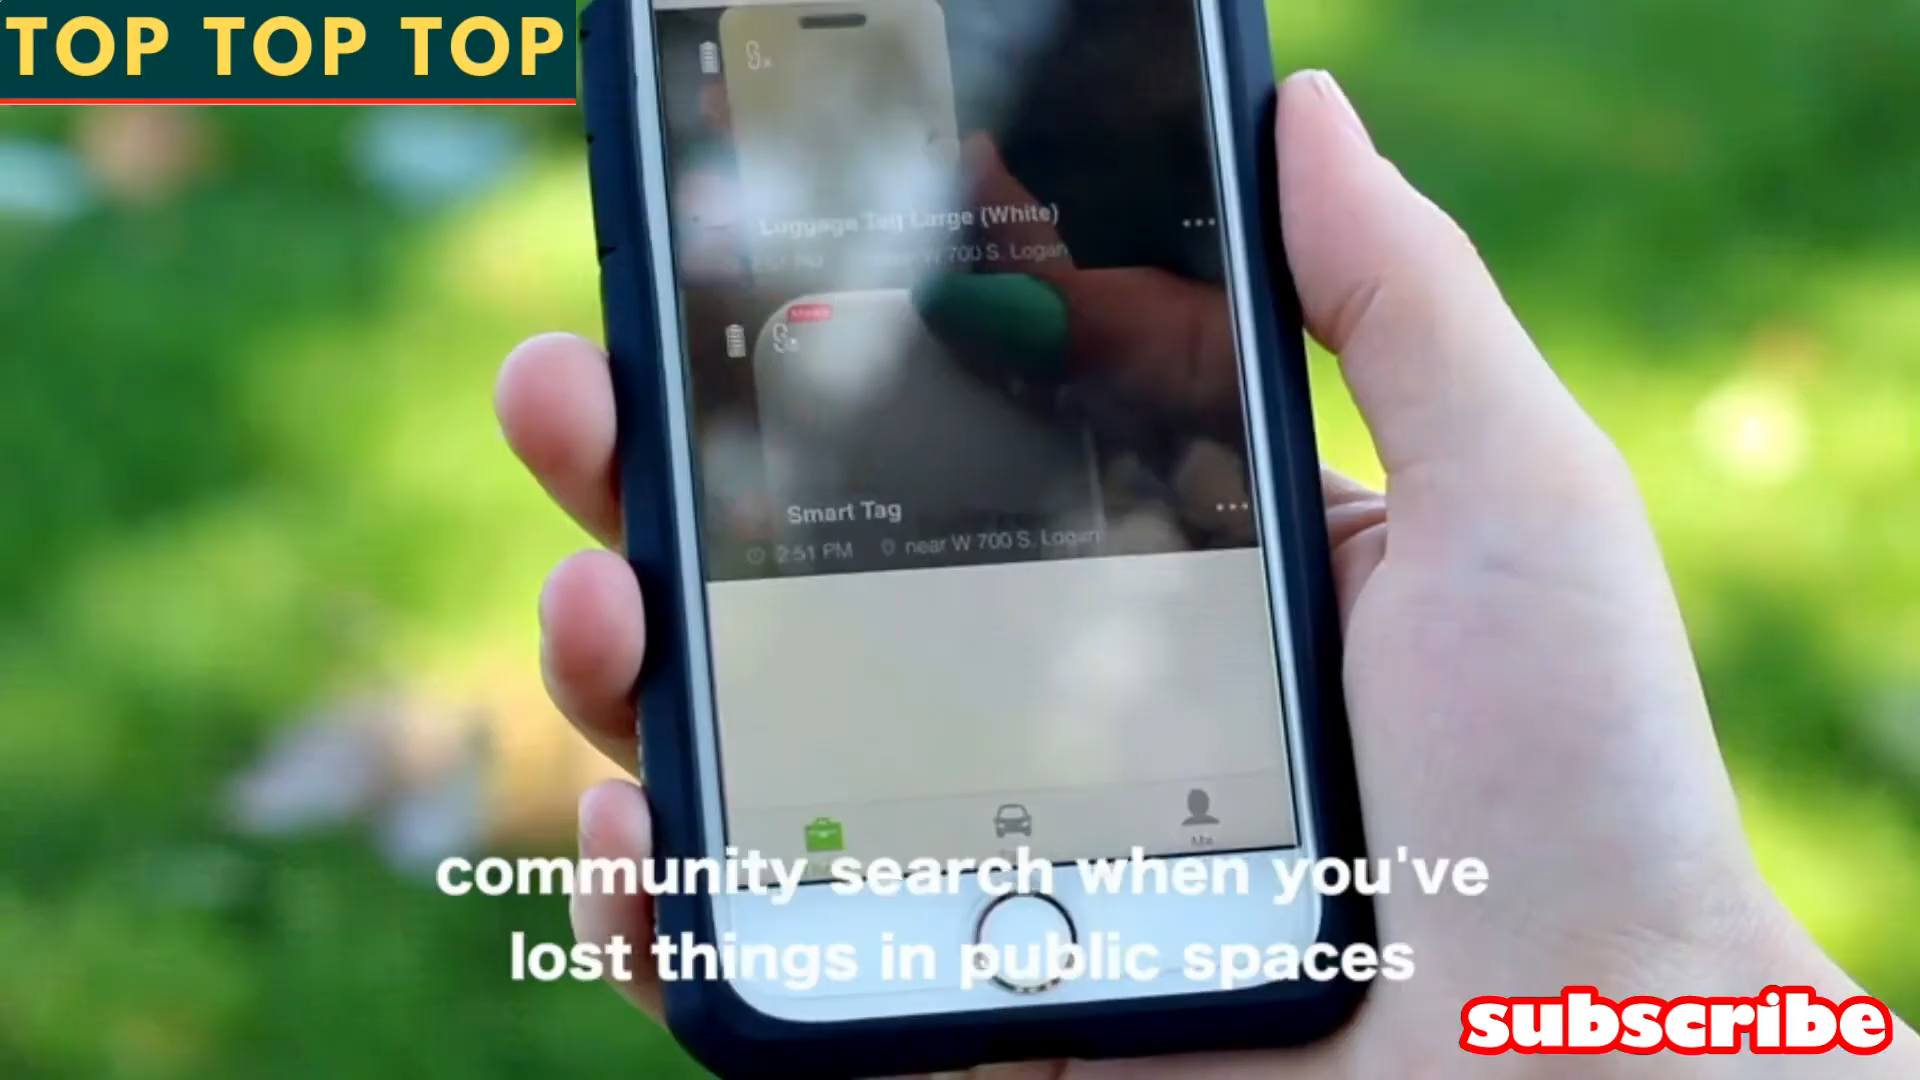 TOP TOP TOP
Luggage Tag Large (White)
W 700 S. Logan
Smart Tag
2:51 PM near W 700 S. Logan
Me
community search when you've
lost things in public spaces
subscribe